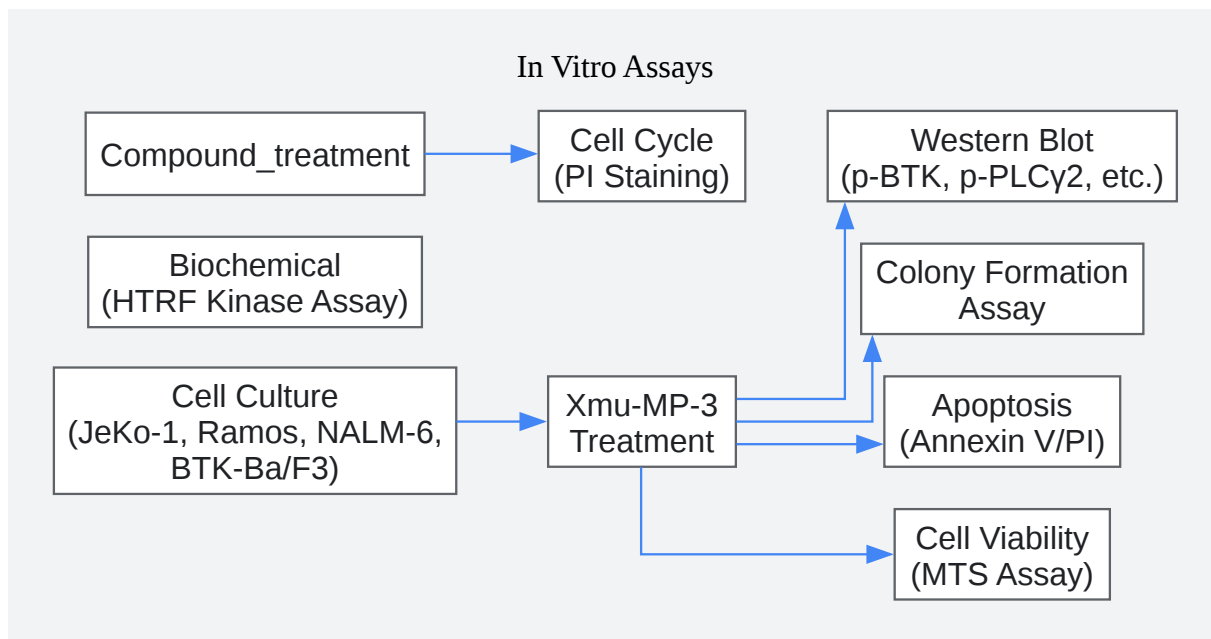 In Vitro Assays
Compound_treatment
Cell Cycle
(PI Staining)
Western Blot
(p-BTK, p-PLCγ2, etc.)
Biochemical
(HTRF Kinase Assay)
Colony Formation
Assay
Cell Culture
(JeKo-1, Ramos, NALM-6,
BTK-Ba/F3)
Xmu-MP-3
Treatment
Apoptosis
(Annexin V/PI)
Cell Viability
(MTS Assay)